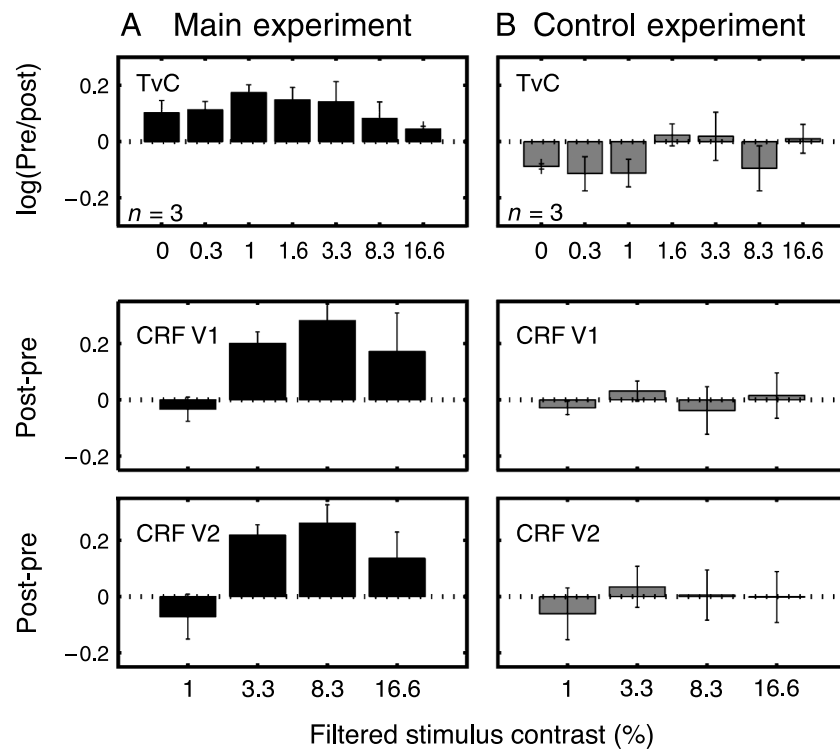 A Main experiment
B Control experiment
log(Pre/post)
0.2
0
−0.2
TvC
n = 3
0 0.3 1 1.6 3.3 8.3 16.6
TvC
n = 3
0 0.3 1 1.6 3.3 8.3 16.6
Post-pre
0.2
0
−0.2
CRF V1
CRF V1
Post-pre
0.2
0
−0.2
CRF V2
CRF V2
1 3.3 8.3 16.6
1 3.3 8.3 16.6
Filtered stimulus contrast (%)